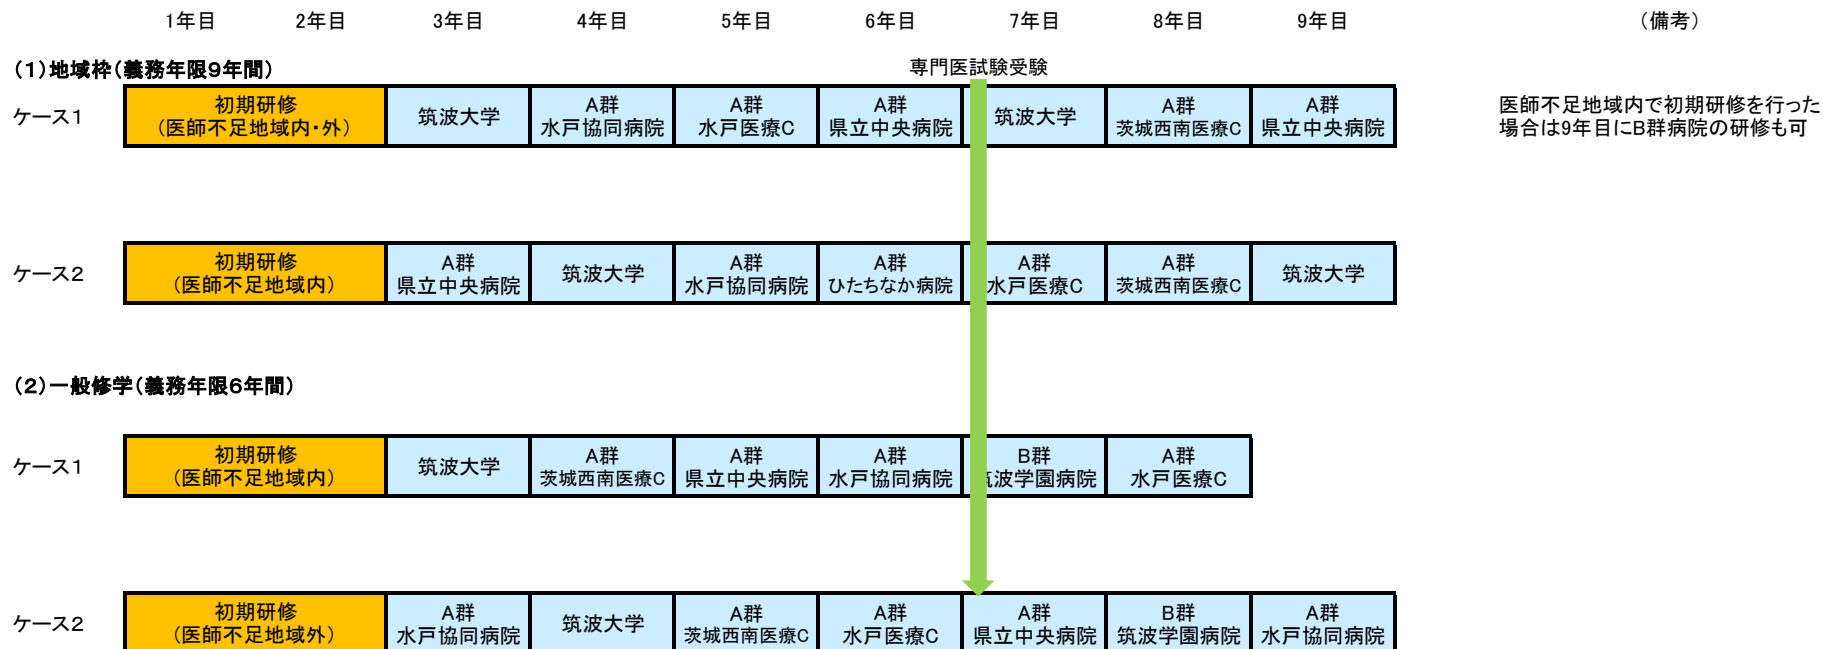 1年目 2年目 3年目 4年目 5年目 6年目 7年目 8年目 9年目 （備考）
（1）地域枠（義務年限9年間）
専門医試験受験
ケース1
初期研修
（医師不足地域内・外）
筑波大学
A群
水戸協同病院
A群
水戸医療C
A群
県立中央病院
筑波大学
A群
茨城西南医療C
A群
県立中央病院
医師不足地域内で初期研修を行った
場合は9年目にB群病院の研修も可
ケース2
初期研修
（医師不足地域内）
A群
県立中央病院
筑波大学
A群
水戸協同病院
A群
ひたちなか病院
A群
水戸医療C
A群
茨城西南医療C
筑波大学
（2）一般修学（義務年限6年間）
ケース1
初期研修
（医師不足地域内）
筑波大学
A群
茨城西南医療C
A群
県立中央病院
A群
水戸協同病院
B群
筑波学園病院
A群
水戸医療C
ケース2
初期研修
（医師不足地域外）
A群
水戸協同病院
筑波大学
A群
茨城西南医療C
A群
水戸医療C
A群
県立中央病院
B群
筑波学園病院
A群
水戸協同病院